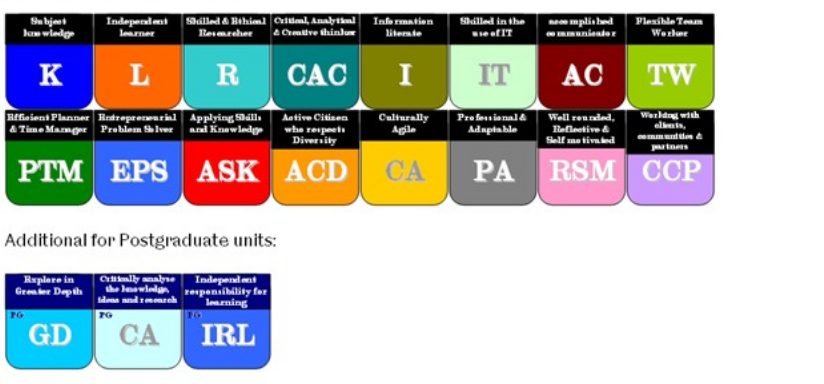 Subject
knowledge
Independent
learner
Skilled & Ethical
Researcher
Critical, Analytical
& Creative thinker
Information
literate
Skilled in the
use of IT
accomplished
communicator
Flexible Team
Worker
K
L
R
CAC
I
IT
AC
TW
Efficient Planner
& Time Manager
Entrepreneurial
Problem Solver
Applying Skills
and Knowledge
Active Citizen
who respects
Diversity
Culturally
Agile
Professional &
Adaptable
Well rounded,
Reflective &
Self motivated
Working with
clients,
communities &
partners
PTM
EPS
ASK
ACD
CA
PA
RSM
CCP
Additional for Postgraduate units:
Explore in
Greater Depth
Critically analyse
the knowledge,
ideas and research
Independent
responsibility for
learning
PG
GD
PG
CA
PG
IRL